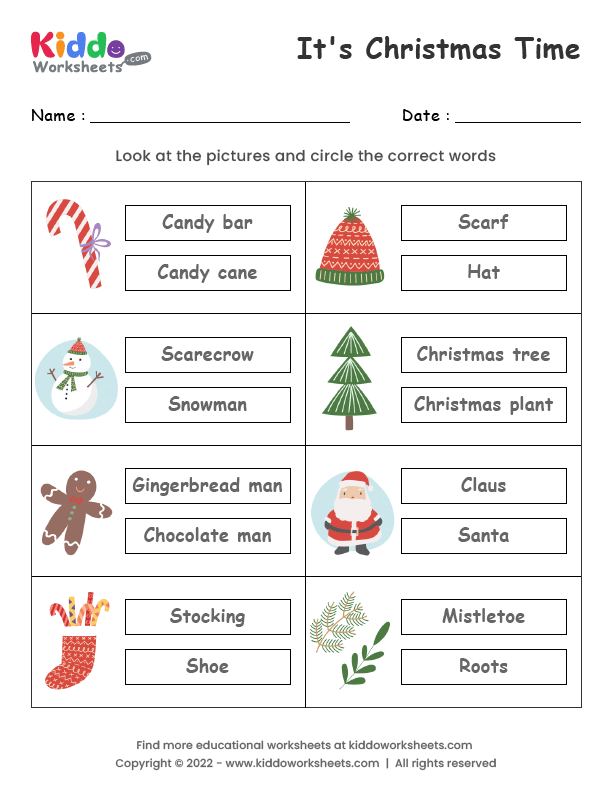 Kiddo
Worksheets.com
It's Christmas Time
Name :
Date :
Look at the pictures and circle the correct words
Candy bar
Candy cane
Scarf
Hat
Scarecrow
Snowman
Christmas tree
Christmas plant
Gingerbread man
Chocolate man
Claus
Santa
Stocking
Shoe
Mistletoe
Roots
Find more educational worksheets at kiddoworksheets.com
Copyright © 2022 - www.kiddoworksheets.com | All rights reserved